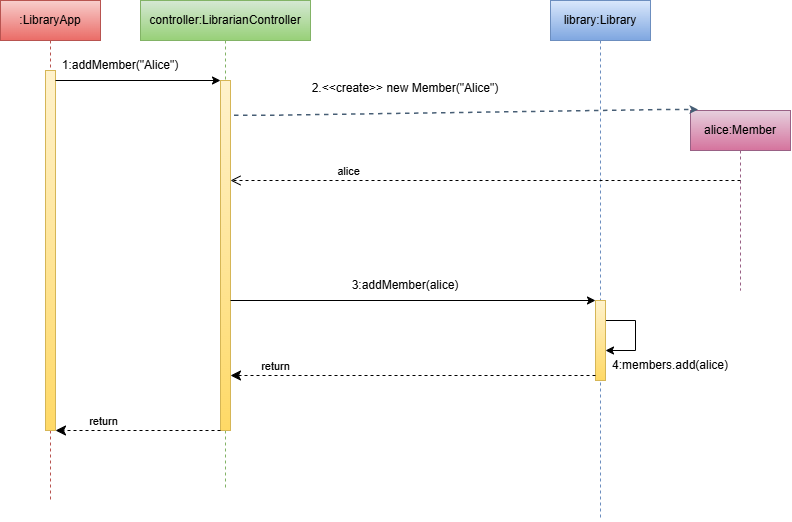 :LibraryApp
controller:LibrarianController
library:Library
1:addMember("Alice")
2.<<create>> new Member("Alice")
alice:Member
alice
3:addMember(alice)
4:members.add(alice)
return
return